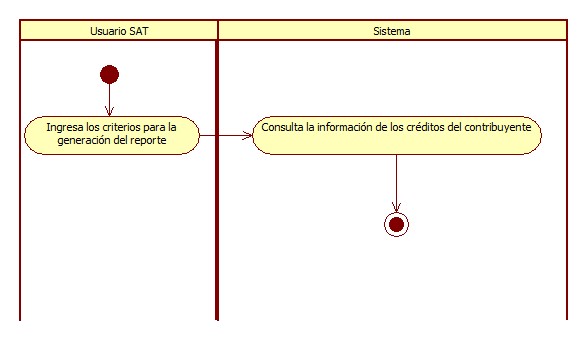 Usuario SAT
Sistema
Ingresa los criterios para la
generación del reporte
Consulta la información de los créditos del contribuyente